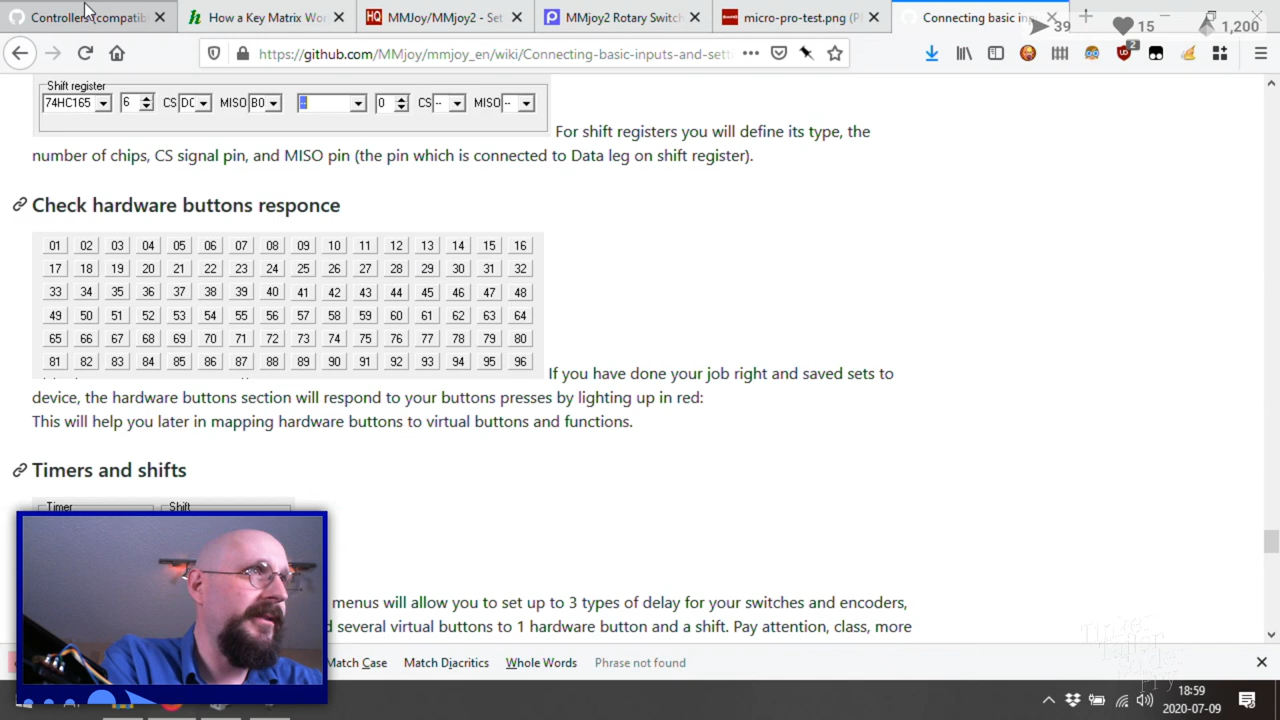 Controllers compatib
How a Key Matrix Wor
MMJoy/MMjoy2 - Set
MMJoy2 Rotary Switch
micro-pro-test.png (P
Connecting basic inp
39
15
1,200
https://github.com/MMjoy/mmjoy_en/wiki/Connecting-basic-inputs-and-sett
2
Shift register
74HC165 6 CS DC MISO B0 -- 0 CS -- MISO --
For shift registers you will define its type, the
number of chips, CS signal pin, and MISO pin (the pin which is connected to Data leg on shift register).
Check hardware buttons responce
01 02 03 04 05 06 07 08 09 10 11 12 13 14 15 16
17 18 19 20 21 22 23 24 25 26 27 28 29 30 31 32
33 34 35 36 37 38 39 40 41 42 43 44 45 46 47 48
49 50 51 52 53 54 55 56 57 58 59 60 61 62 63 64
65 66 67 68 69 70 71 72 73 74 75 76 77 78 79 80
81 82 83 84 85 86 87 88 89 90 91 92 93 94 95 96
If you have done your job right and saved sets to
device, the hardware buttons section will respond to your buttons presses by lighting up in red:
This will help you later in mapping hardware buttons to virtual buttons and functions.
Timers and shifts
Timer Shift
menus will allow you to set up to 3 types of delay for your switches and encoders,
several virtual buttons to 1 hardware button and a shift. Pay attention, class, more
Match Case Match Diacritics Whole Words Phrase not found
18:59
2020-07-09